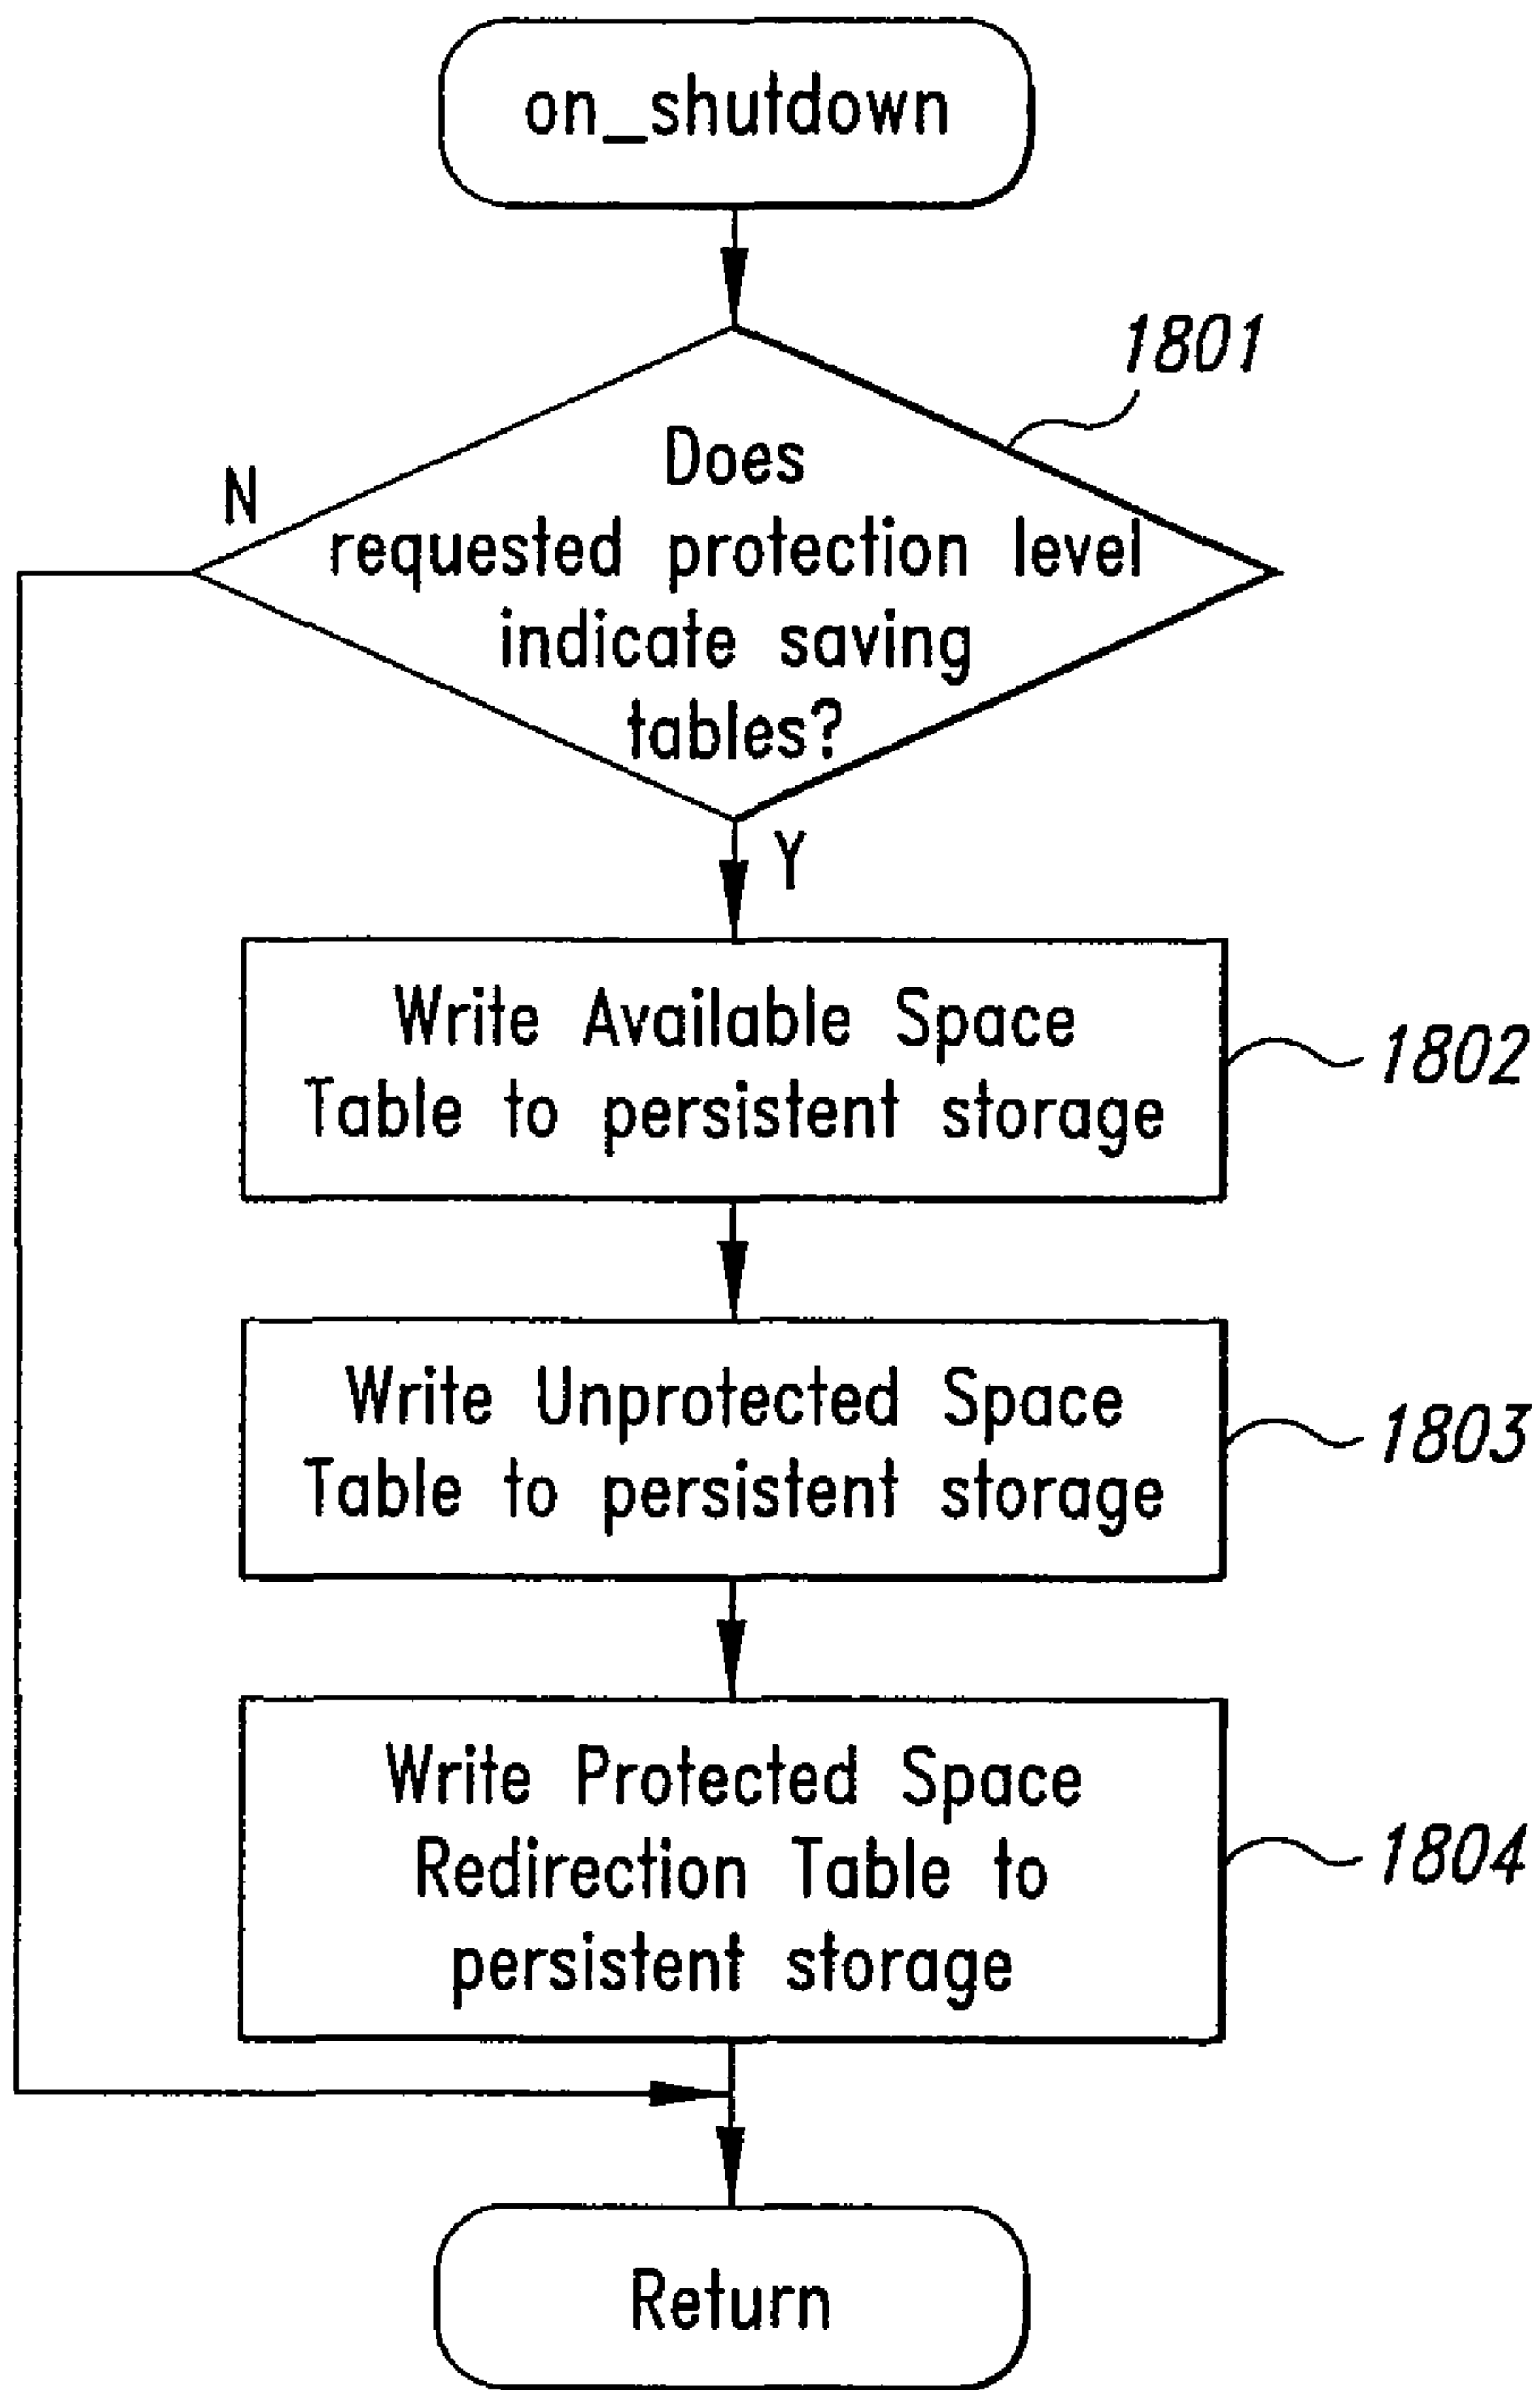 on_shutdown
1801
Does
N
requested protection level
indicate saving
tables?
Y
Write Available Space
Table to persistent storage
1802
Write Unprotected Space
Table to persistent storage
1803
Write Protected Space
Redirection Table to
persistent storage
1804
Return